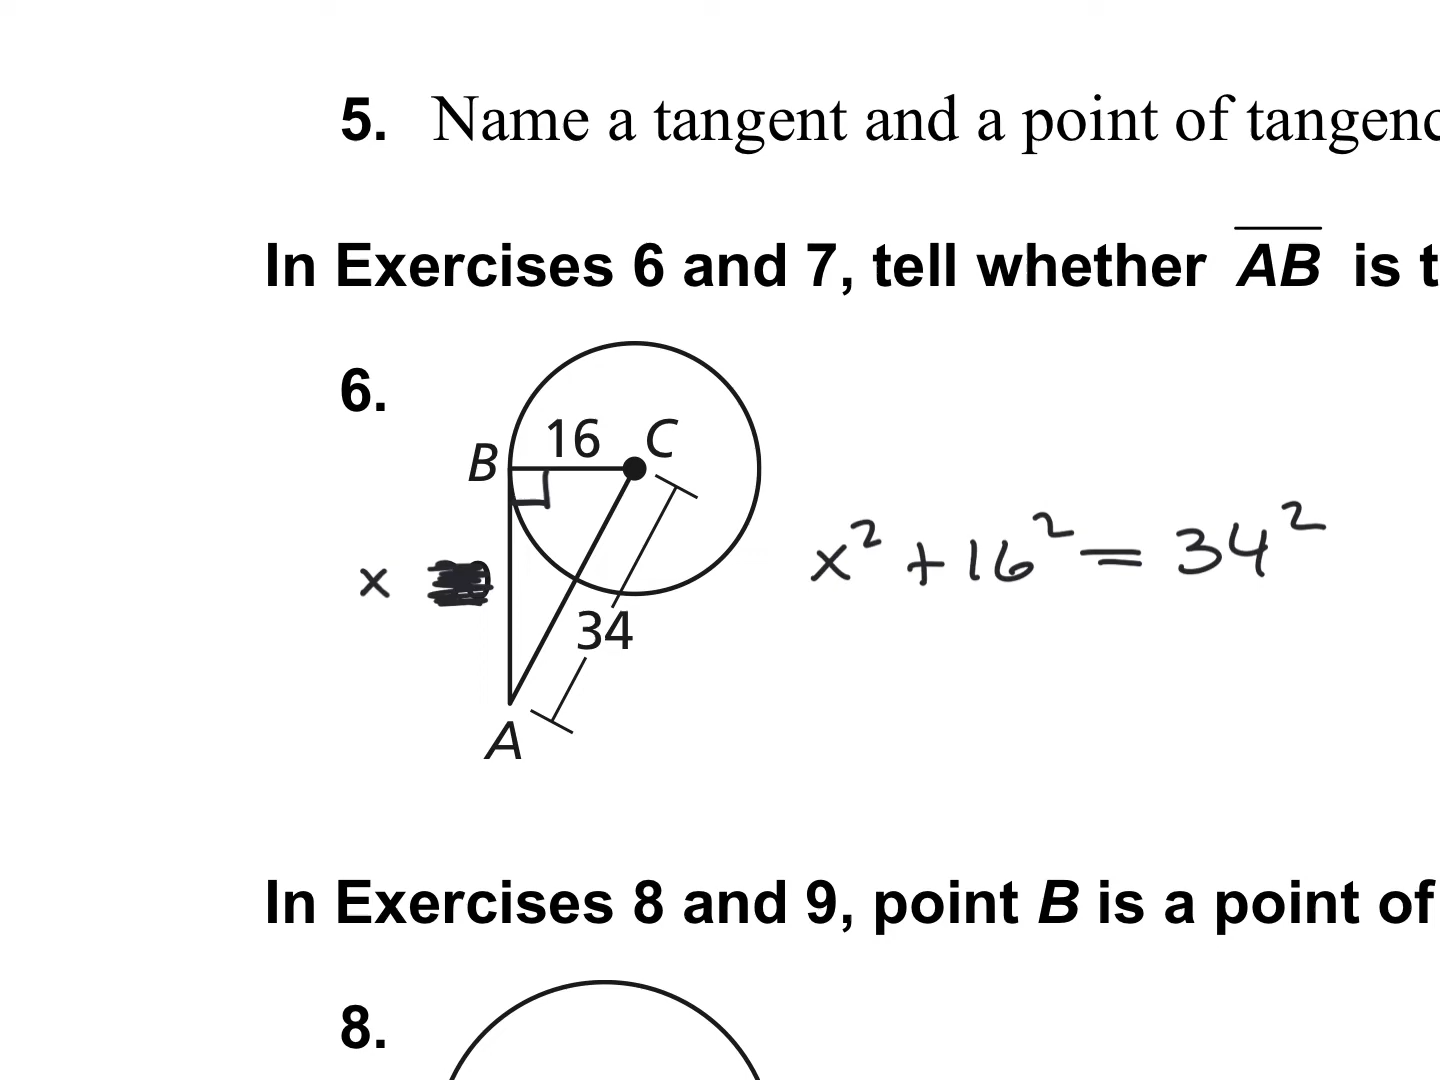 5. Name a tangent and a point of tangenc
In Exercises 6 and 7, tell whether AB is t
6.
16 C
B
x² + 16² = 34²
x
34
A
In Exercises 8 and 9, point B is a point of
8.